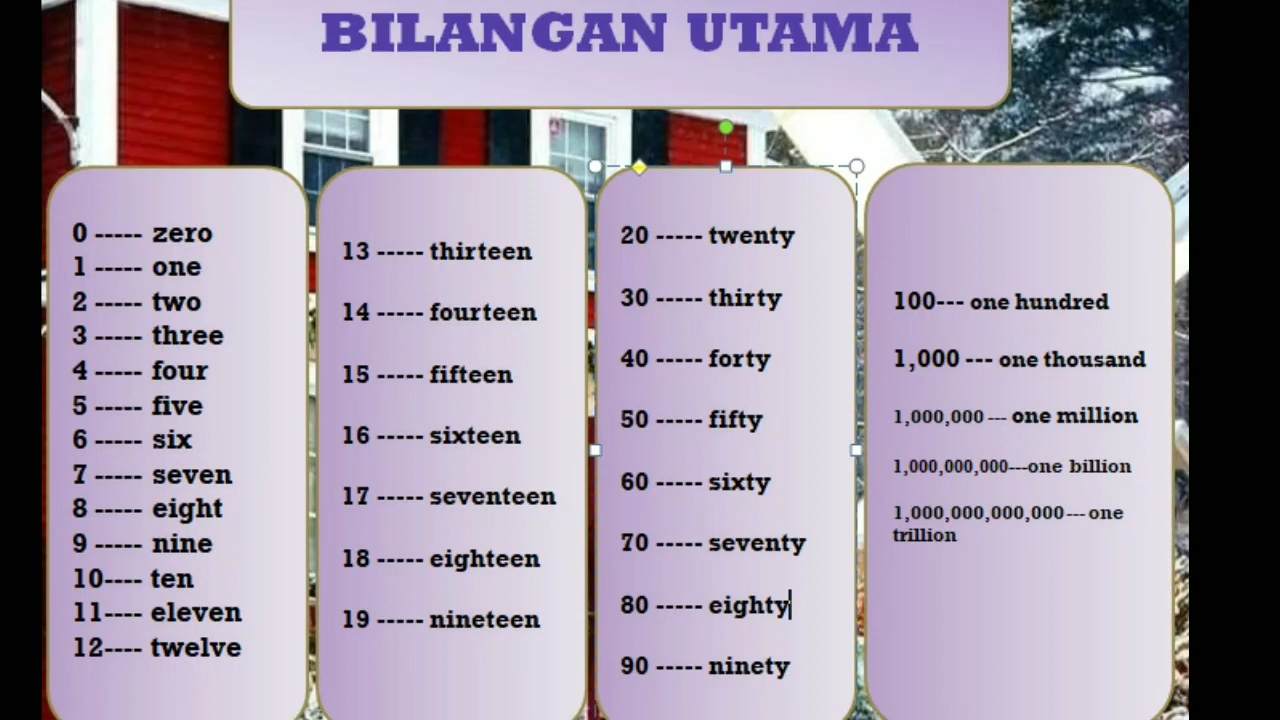 BILANGAN UTAMA
0 ----- zero
1 ----- one
2 ----- two
3 ----- three
4 ----- four
5 ----- five
6 ----- six
7 ----- seven
8 ----- eight
9 ----- nine
10---- ten
11---- eleven
12---- twelve
13 ----- thirteen
14 ----- fourteen
15 ----- fifteen
16 ----- sixteen
17 ----- seventeen
18 ----- eighteen
19 ----- nineteen
20 ----- twenty
30 ----- thirty
40 ----- forty
50 ----- fifty
60 ----- sixty
70 ----- seventy
80 ----- eighty
90 ----- ninety
100--- one hundred
1,000 --- one thousand
1,000,000 --- one million
1,000,000,000---one billion
1,000,000,000,000--- one
trillion